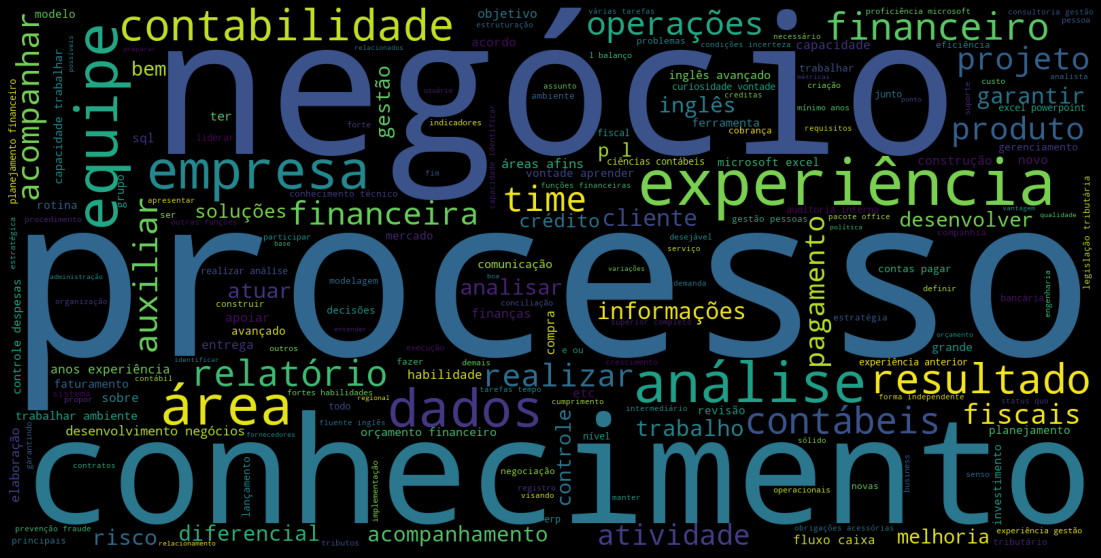 modelo
contabilidade
objetivo
várias tarefas
estruturação
operações
proficiência microsoft
financeiro
consultoria gestão
pessoa
preparar
relacionados
acordo
problemas
condições incerteza
necessário
capacidade
eficiência
projeto
possíveis
acompanhar
equipe
bem
negócio
l balanço
inglês avançado
trabalhar
métricas
criação
custo
analista
planejamento financeiro
capacidade trabalhar
usuário
gestão
assunto
curiosidade vontade
creditas
junto
ponto
suporte
garantir
ambiente
inglês
mínimo anos
excel powerpoint
ter
forte
indicadores
ferramenta
requisitos
gerenciamento
sql
liderar
fiscal
cobrança
produto
grupo
capacidade identificar
p l
ciências contábeis
construção
novo
empresa
fim
áreas afins
microsoft excel
apresentar
conhecimento técnico
vontade aprender
experiência
auditoria interna
rotina
ser
time
funções financeiras
gestão pessoas
pacote office
vantagem
qualidade
procedimento
outras funções
soluções
financeira
crédito
cliente
política
desenvolver
companhia
legislação tributária
estratégica
auxiliar
participar
base
mercado
desejável
serviço
processo
administração
realizar análise
modelagem
comunicação
boa
variações
demanda
pagamento
contas pagar
definir
bancária
engenharia
organização
atuar
construir
decisões
analisar
conciliação
informações
estratégia
controle despesas
apoiar
avançado
entender
finanças
superior completo
orçamento
entrega
outros
execução
compra
e ou
crescimento
grande
identificar
anos experiência
contábil
relatório
fazer
demais
habilidade
realizar
análise
experiência anterior
resultado
faturamento
sobre
sistema
propor
fortes habilidades
tarefas tempo
etc
cumprimento
forma independente
trabalhar ambiente
todo
regional
área
dados
intermediário
revisão
contábeis
status quo
fiscais
elaboração
garantindo
desenvolvimento negócios
fornecedores
fluente inglês
orçamento financeiro
controle
nível
trabalho
sólido
planejamento
conhecimento
contratos
lançamento
implementação
negociação
registro
visando
erp
manter
operacionais
novas
business
senso
investimento
prevenção fraude
principais
risco
relacionamento
diferencial
tributos
acompanhamento
atividade
obrigações acessórias
fluxo caixa
melhoria
experiência gestão
tributário